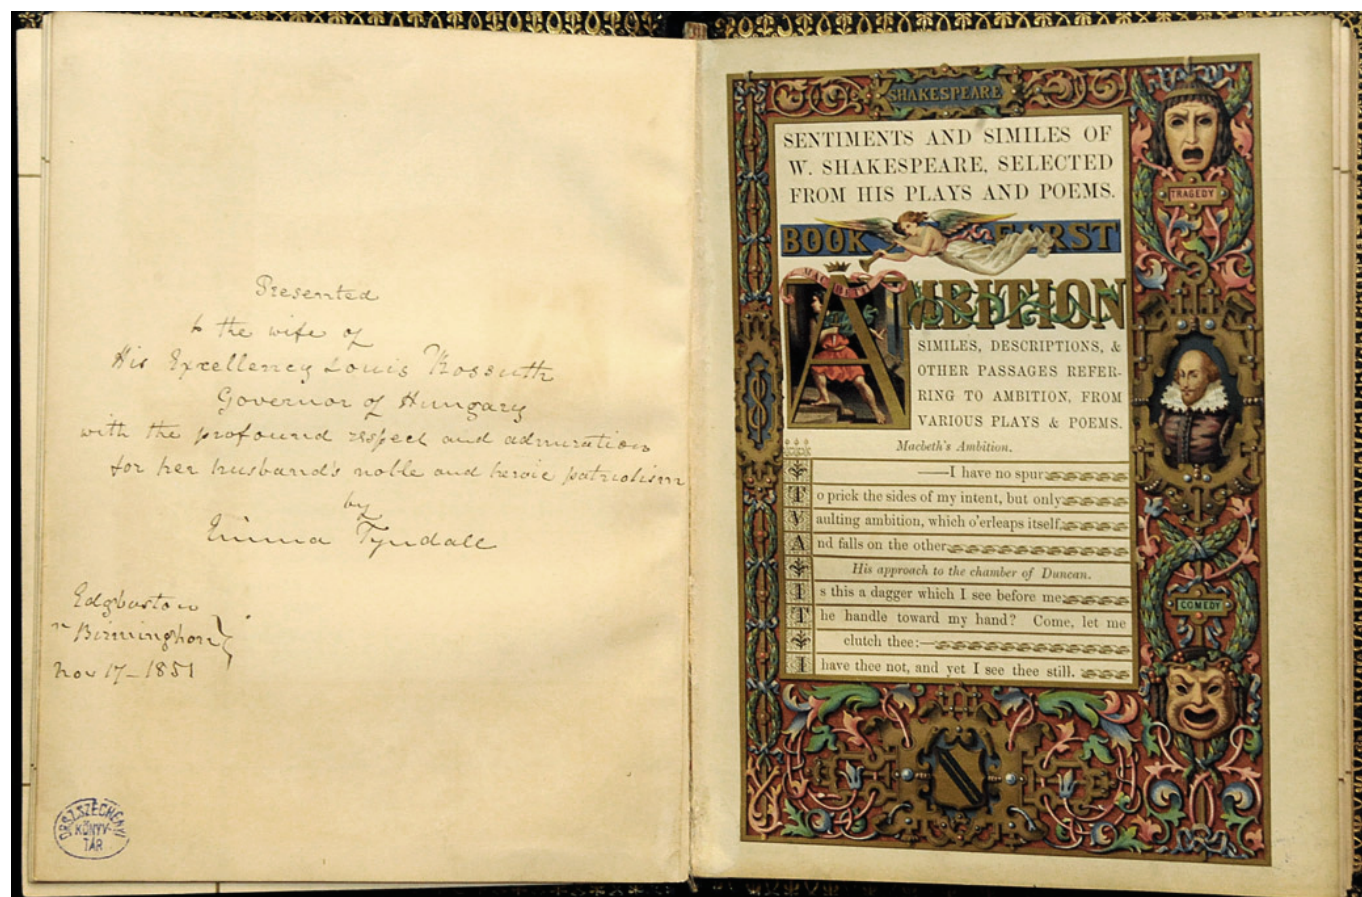 Presented
to the wife of
His Excellency Louis Kossuth
Governor of Hungary
with the profound respect and admiration
for her husband's noble and heroic patriotism
by
Emma Tyndall
Edgbaston
nr Birmingham
Nov 17 - 1851
ORSZ. SZÉCHÉNYI
KÖNYV-
TÁR
SHAKESPEARE
SENTIMENTS AND SIMILES OF
W. SHAKESPEARE, SELECTED
FROM HIS PLAYS AND POEMS.
BOOK FIRST
MACBETH
AMBITION
SIMILES, DESCRIPTIONS, &
OTHER PASSAGES REFER-
RING TO AMBITION, FROM
VARIOUS PLAYS & POEMS.
Macbeth's Ambition.
——I have no spur
To prick the sides of my intent, but only
Vaulting ambition, which o'erleaps itself,
And falls on the other
His approach to the chamber of Duncan.
Is this a dagger which I see before me,
The handle toward my hand? Come, let me
clutch thee:—
I have thee not, and yet I see thee still.
TRAGEDY
COMEDY